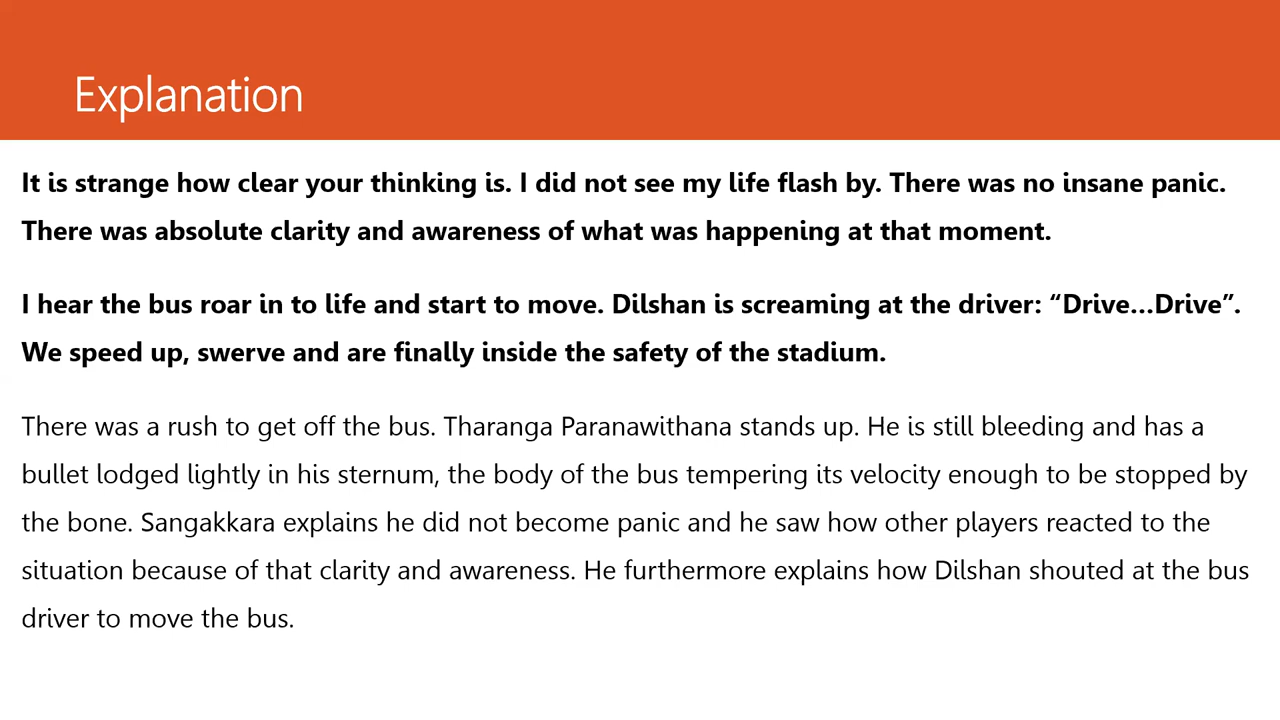 Explanation
It is strange how clear your thinking is. I did not see my life flash by. There was no insane panic.
There was absolute clarity and awareness of what was happening at that moment.
I hear the bus roar in to life and start to move. Dilshan is screaming at the driver: “Drive…Drive”.
We speed up, swerve and are finally inside the safety of the stadium.
There was a rush to get off the bus. Tharanga Paranawithana stands up. He is still bleeding and has a
bullet lodged lightly in his sternum, the body of the bus tempering its velocity enough to be stopped by
the bone. Sangakkara explains he did not become panic and he saw how other players reacted to the
situation because of that clarity and awareness. He furthermore explains how Dilshan shouted at the bus
driver to move the bus.